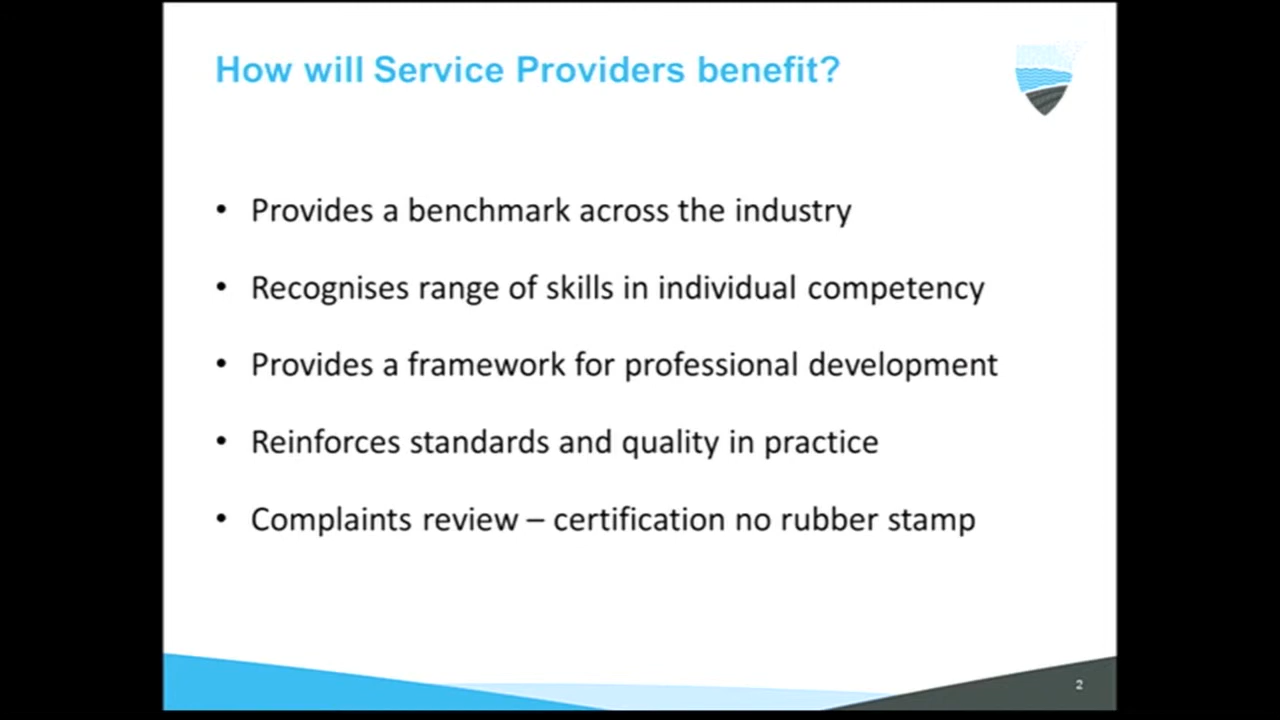 How will Service Providers benefit?
• Provides a benchmark across the industry
• Recognises range of skills in individual competency
• Provides a framework for professional development
• Reinforces standards and quality in practice
• Complaints review – certification no rubber stamp
2